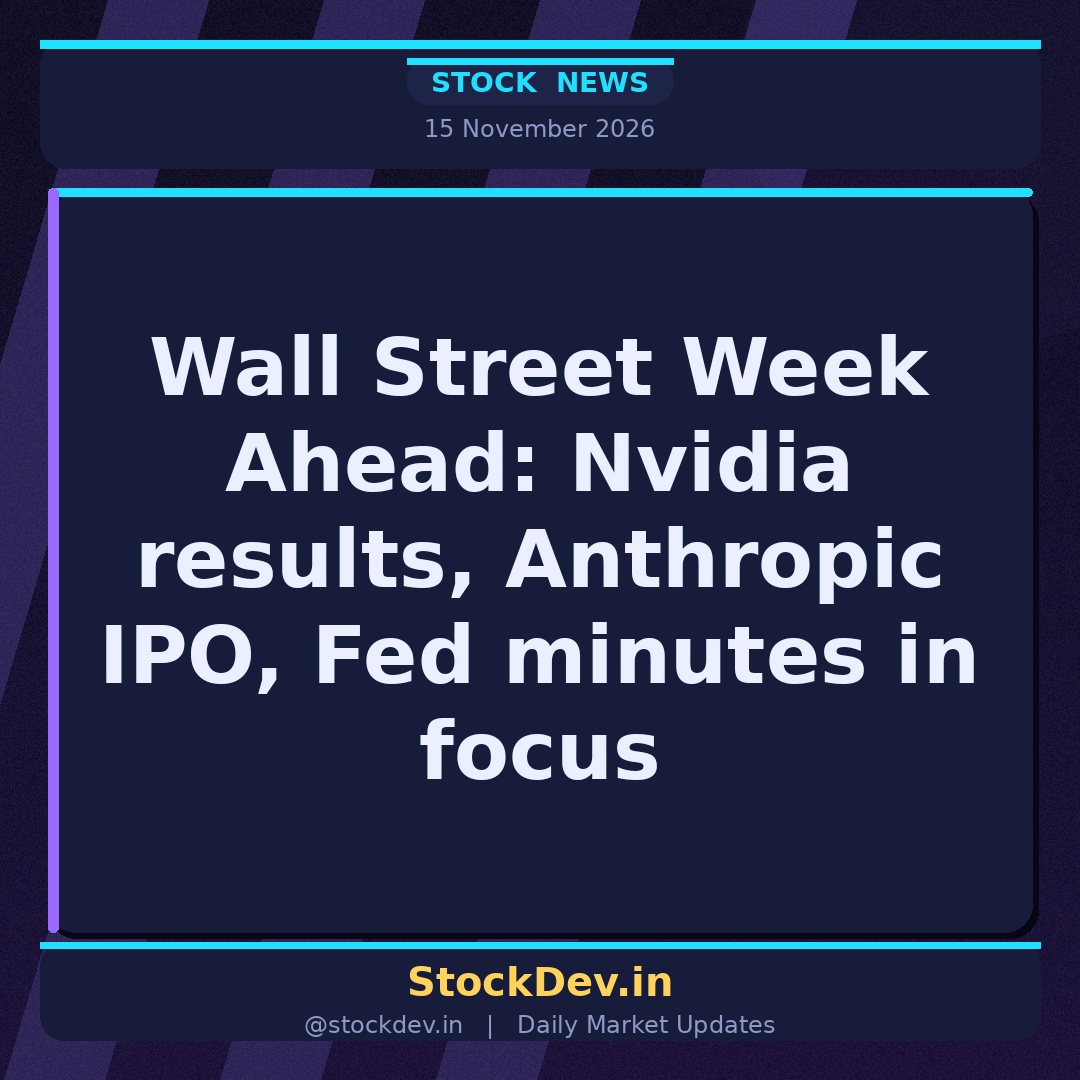 STOCK NEWS
15 November 2026
Wall Street Week
Ahead: Nvidia
results, Anthropic
IPO, Fed minutes in
focus
StockDev.in
@stockdev.in | Daily Market Updates